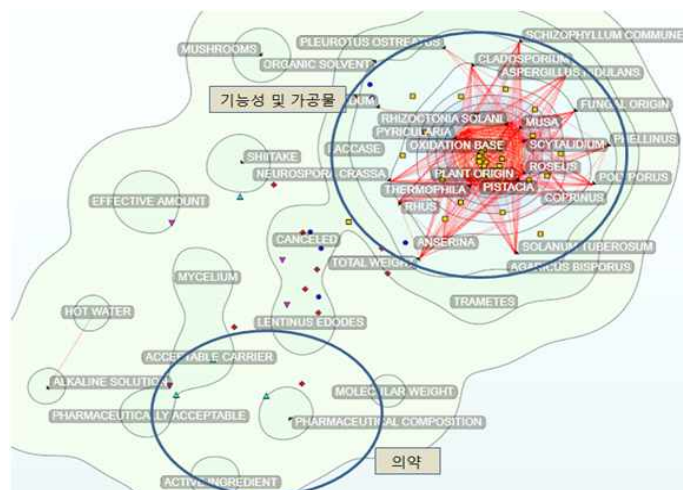 SCHIZOPHYLLUM COMMUNE
PLEUROTUS OSTREATUS
MUSHROOMS
CLADOSPORIUM
ORGANIC SOLVENT
ASPERGILLUS NIDULANS
기능성 및 가공물
DUM
FUNGAL ORIGIN
RHIZOCTONIA SOLANI
MUSA
PYRICULARIA
OXIDATION BASE
SCYTALIDIUM
PHELLINUS
LACCASE
SHIITAKE
ROSEUS
NEUROSPORA CRASSA
PLANT ORIGIN
POLYPORUS
THERMOPHILA
PISTACIA
COPRINUS
EFFECTIVE AMOUNT
RHUS
CANCELED
ANSERINA
SOLANUM TUBEROSUM
TOTAL WEIGHT
AGARICUS BISPORUS
MYCELIUM
TRAMETES
HOT WATER
LENTINUS EDODES
ACCEPTABLE CARRIER
ALKALINE SOLUTION
MOLECULAR WEIGHT
PHARMACEUTICALLY ACCEPTABLE
PHARMACEUTICAL COMPOSITION
의약
ACTIVE INGREDIENT